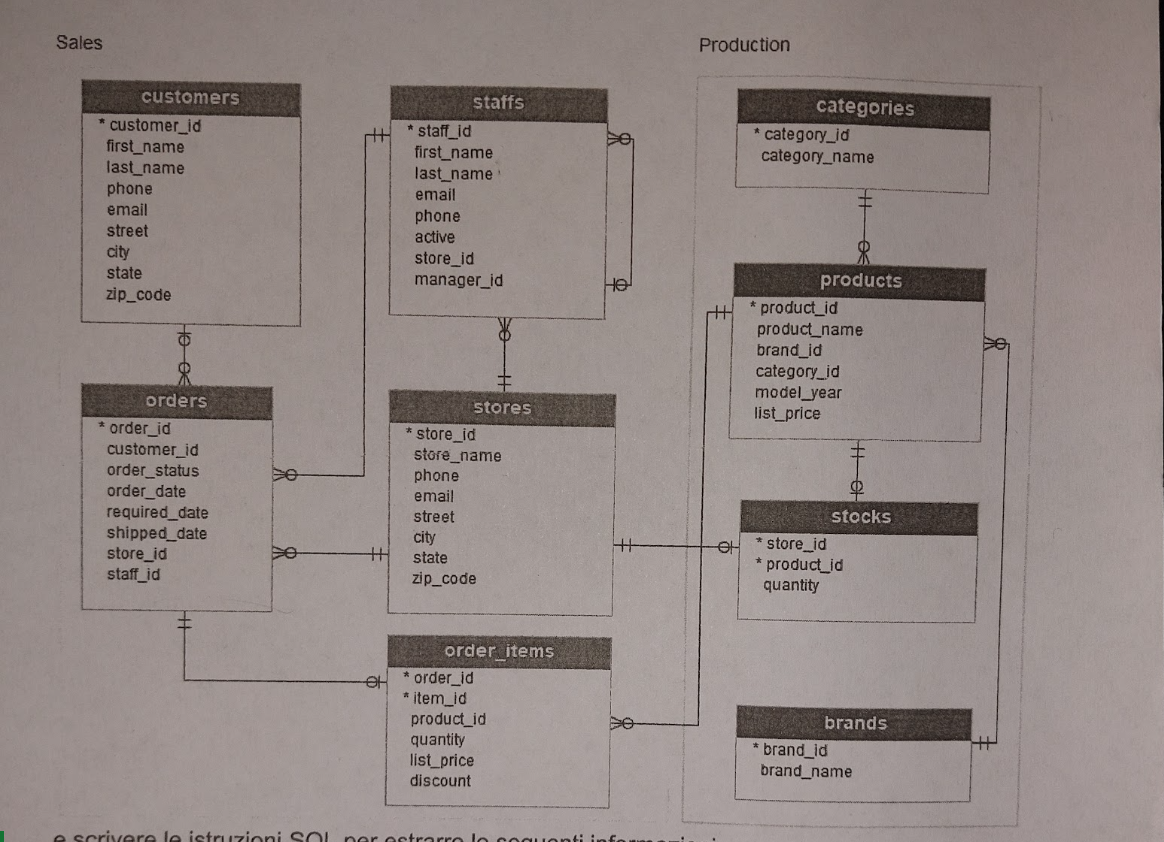 Sales
customers
* customer_id
first_name
last_name
phone
email
street
city
state
zip_code
orders
* order_id
customer_id
order_status
order_date
required_date
shipped_date
store_id
staff_id
staffs
* staff_id
first_name
last_name
email
phone
active
store_id
manager_id
stores
* store_id
store_name
phone
email
street
city
state
zip_code
order_items
* order_id
* item_id
product_id
quantity
list_price
discount
Production
categories
* category_id
category_name
products
* product_id
product_name
brand_id
category_id
model_year
list_price
stocks
* store_id
* product_id
quantity
brands
* brand_id
brand_name
e scrivere le istruzioni SQL per estrarre le seguenti informazioni